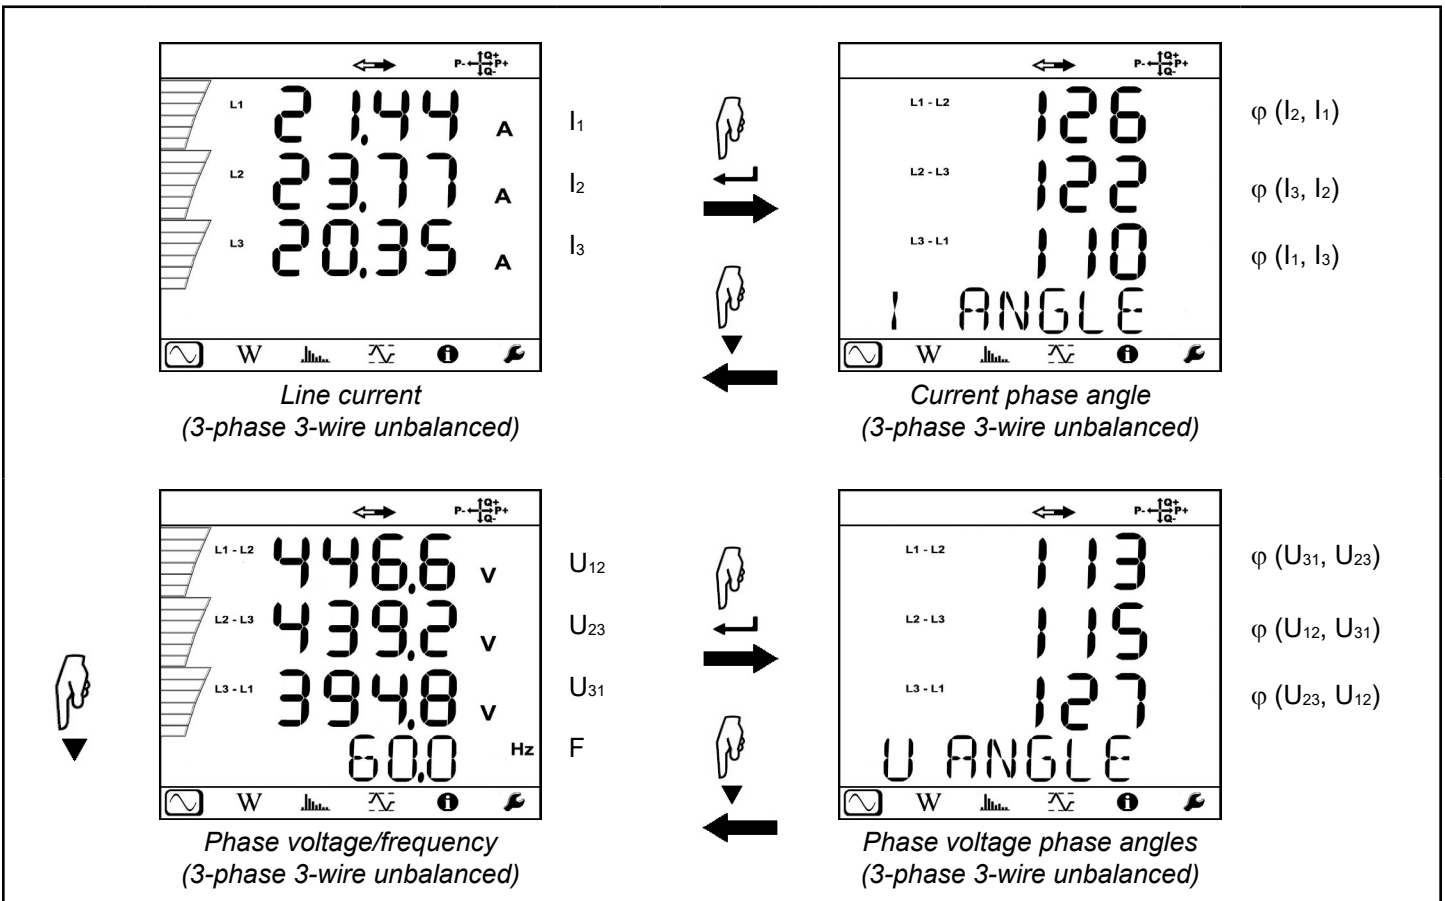 Q+
P- P+
Q-
L1 21.44 A I1
L2 23.77 A I2
L3 20.35 A I3
W
Line current
(3-phase 3-wire unbalanced)
Q+
P- P+
Q-
L1 - L2 126 φ (I2, I1)
L2 - L3 122 φ (I3, I2)
L3 - L1 110 φ (I1, I3)
I ANGLE
W
Current phase angle
(3-phase 3-wire unbalanced)
Q+
P- P+
Q-
L1 - L2 446.6 V U12
L2 - L3 439.2 V U23
L3 - L1 394.8 V U31
60.0 Hz F
W
Phase voltage/frequency
(3-phase 3-wire unbalanced)
Q+
P- P+
Q-
L1 - L2 113 φ (U31, U23)
L2 - L3 115 φ (U12, U31)
L3 - L1 127 φ (U23, U12)
U ANGLE
W
Phase voltage phase angles
(3-phase 3-wire unbalanced)